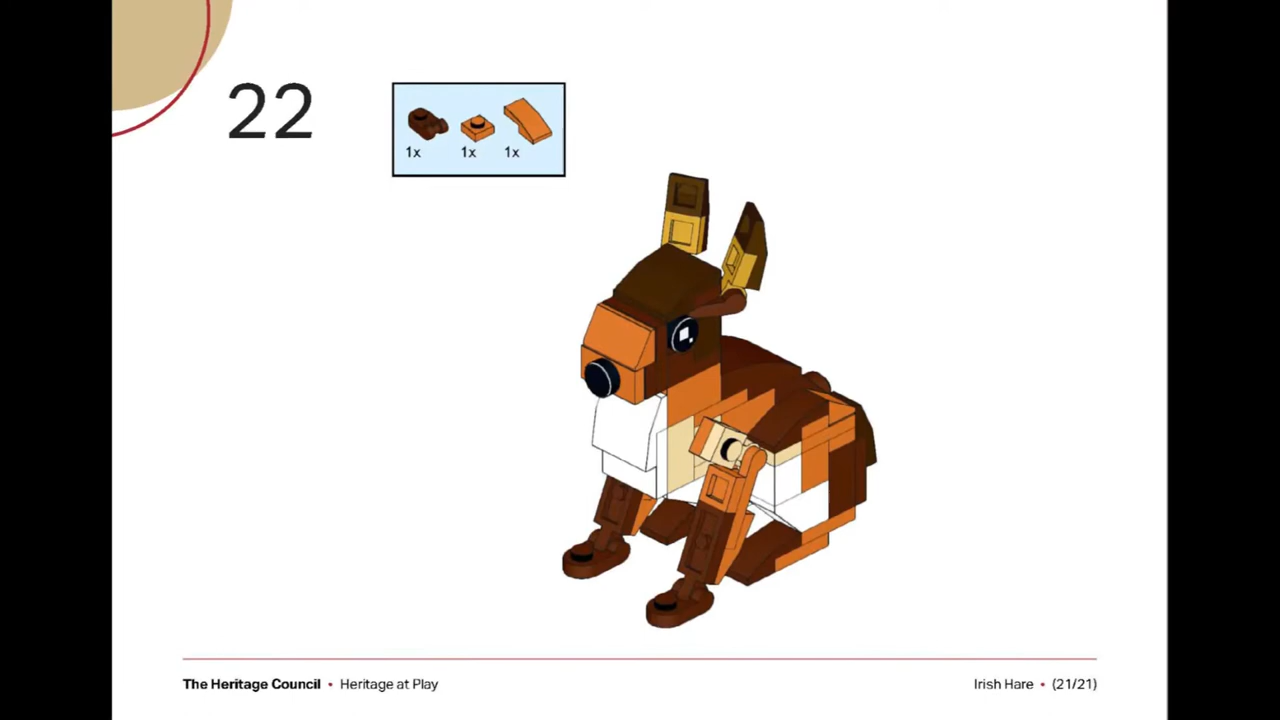 22
1x 1x 1x
The Heritage Council • Heritage at Play
Irish Hare • (21/21)